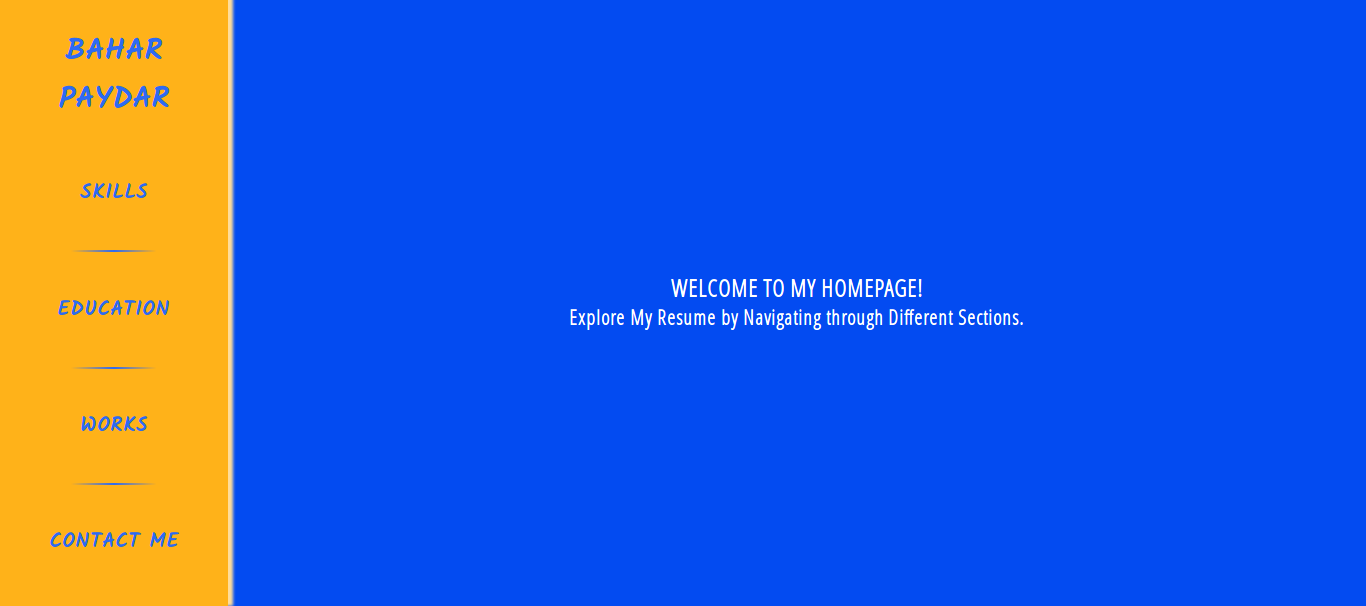 BAHAR
PAYDAR
SKILLS
EDUCATION
WORKS
CONTACT ME
WELCOME TO MY HOMEPAGE!
Explore My Resume by Navigating through Different Sections.